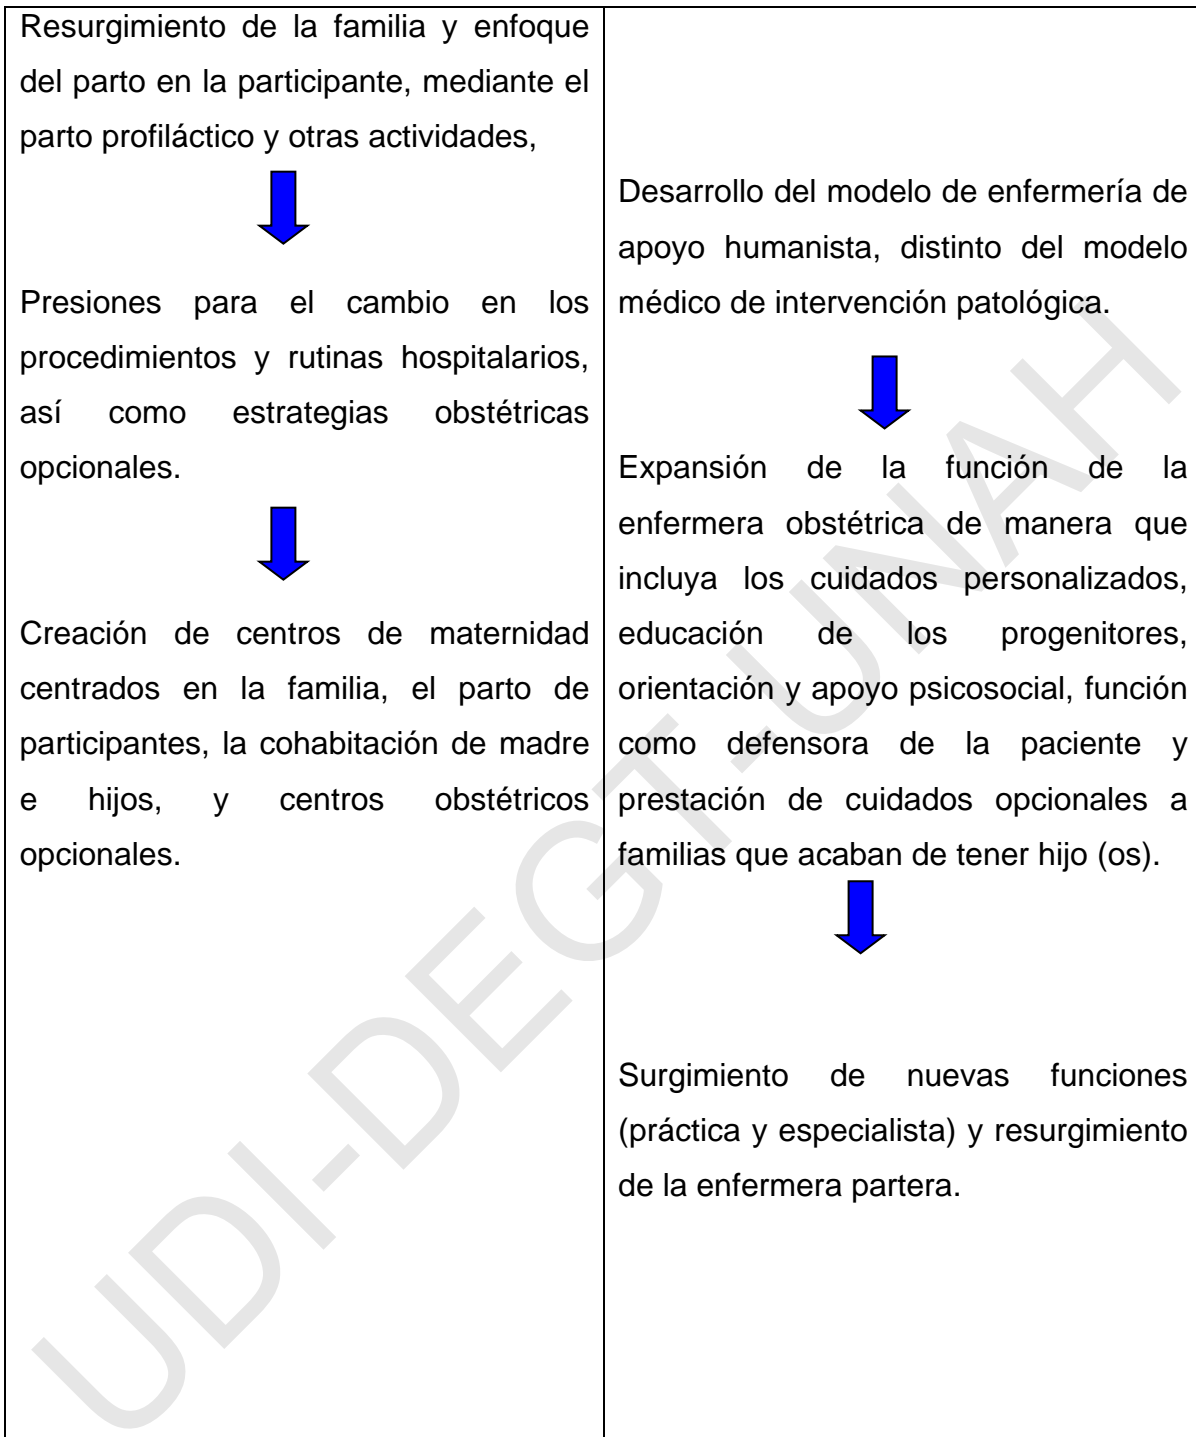 Resurgimiento de la familia y enfoque
del parto en la participante, mediante el
parto profiláctico y otras actividades,
Presiones para el cambio en los
procedimientos y rutinas hospitalarios,
así como estrategias obstétricas
opcionales.
Creación de centros de maternidad
centrados en la familia, el parto de
participantes, la cohabitación de madre
e hijos, y centros obstétricos
opcionales.
Desarrollo del modelo de enfermería de
apoyo humanista, distinto del modelo
médico de intervención patológica.
Expansión de la función de la
enfermera obstétrica de manera que
incluya los cuidados personalizados,
educación de los progenitores,
orientación y apoyo psicosocial, función
como defensora de la paciente y
prestación de cuidados opcionales a
familias que acaban de tener hijo (os).
Surgimiento de nuevas funciones
(práctica y especialista) y resurgimiento
de la enfermera partera.
UDI-DEGT-UNAH